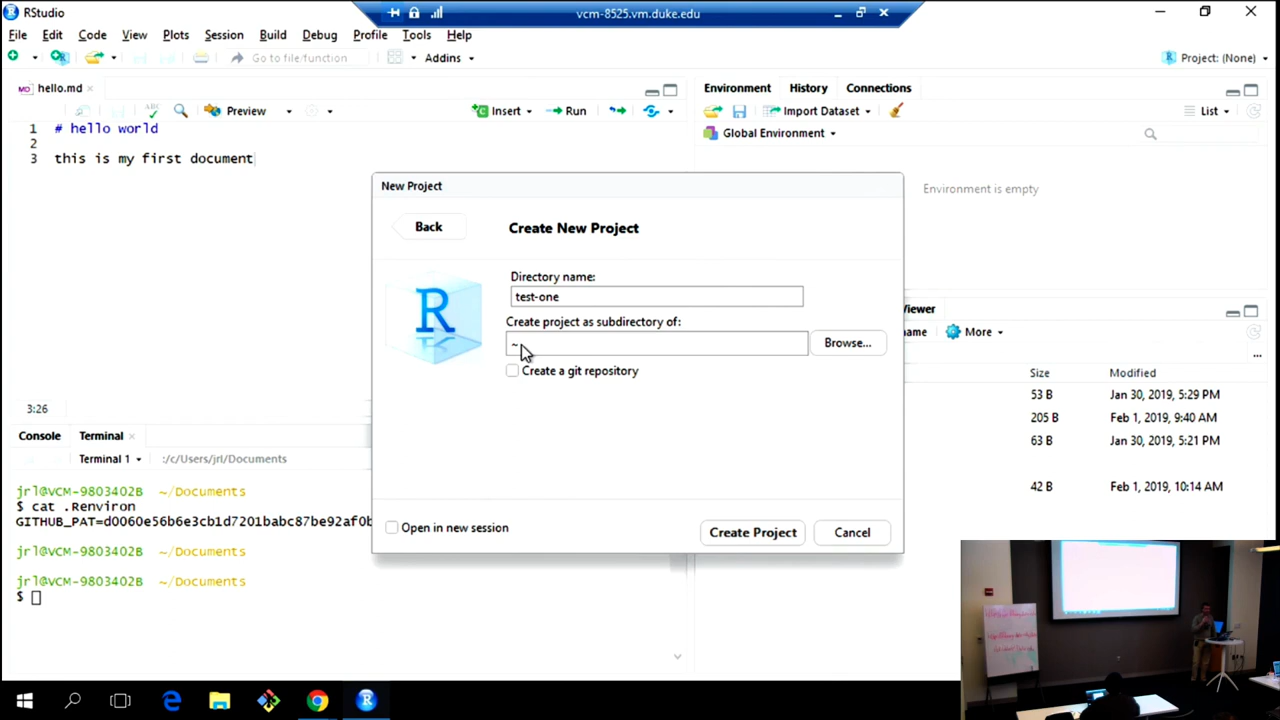 RStudio
vcm-8525.vm.duke.edu
File Edit Code View Plots Session Build Debug Profile Tools Help
Go to file/function Addins Project: (None)
hello.md
Preview Insert Run
1 # hello world
2
3 this is my first document
3:26
Environment History Connections
Import Dataset List
Global Environment
Environment is empty
New Project
Back Create New Project
Directory name:
test-one
Create project as subdirectory of:
~ Browse...
Create a git repository
Open in new session Create Project Cancel
Viewer
name More
Size Modified
53 B Jan 30, 2019, 5:29 PM
205 B Feb 1, 2019, 9:40 AM
63 B Jan 30, 2019, 5:21 PM
42 B Feb 1, 2019, 10:14 AM
Console Terminal
Terminal 1 :/c/Users/jrl/Documents
jrl@VCM-9803402B ~/Documents
$ cat .Renviron
jrl@VCM-9803402B ~/Documents
jrl@VCM-9803402B ~/Documents
$